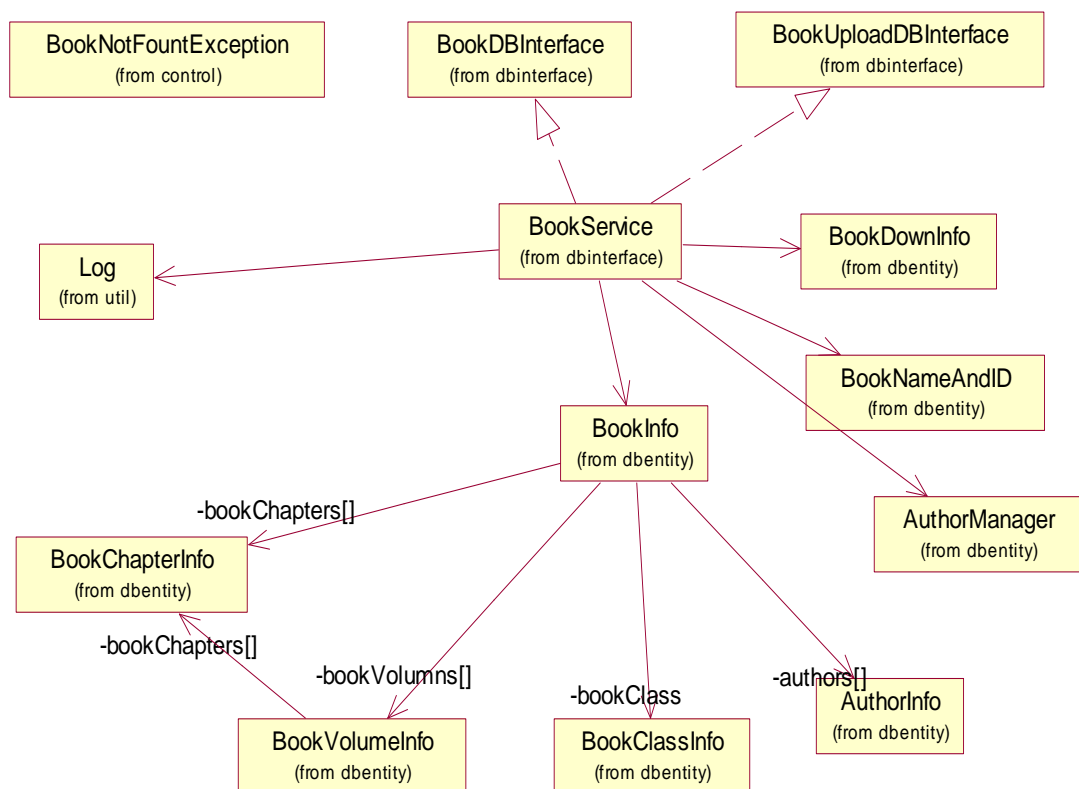 BookNotFountException
(from control)
BookDBInterface
(from dbinterface)
BookUploadDBInterface
(from dbinterface)
BookService
(from dbinterface)
BookDownInfo
(from dbentity)
Log
(from util)
BookNameAndID
(from dbentity)
BookInfo
(from dbentity)
-bookChapters[]
AuthorManager
(from dbentity)
BookChapterInfo
(from dbentity)
-bookChapters[]
-bookVolumns[]
-bookClass
-authors[]
AuthorInfo
(from dbentity)
BookVolumeInfo
(from dbentity)
BookClassInfo
(from dbentity)